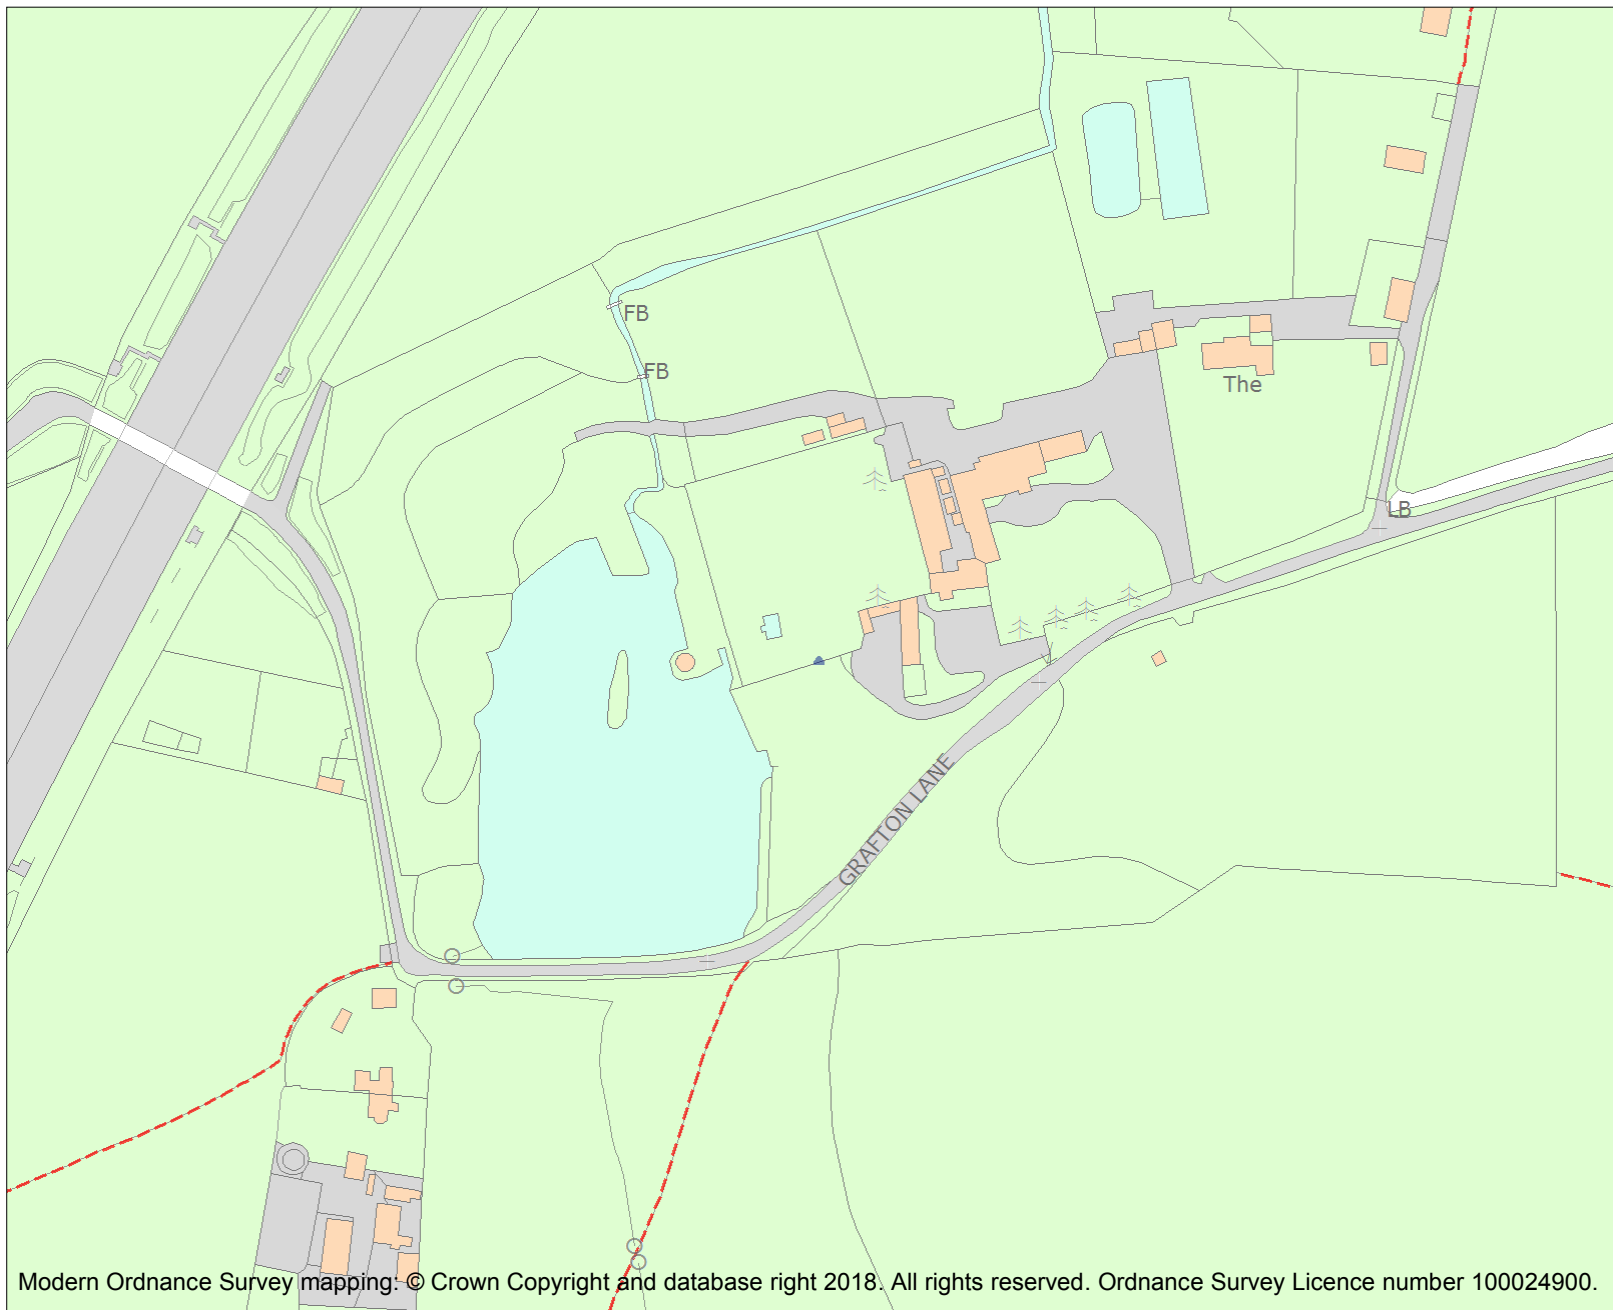 FB
FB
The
LB
GRAFTON LANE
Modern Ordnance Survey mapping: © Crown Copyright and database right 2018. All rights reserved. Ordnance Survey Licence number 100024900.